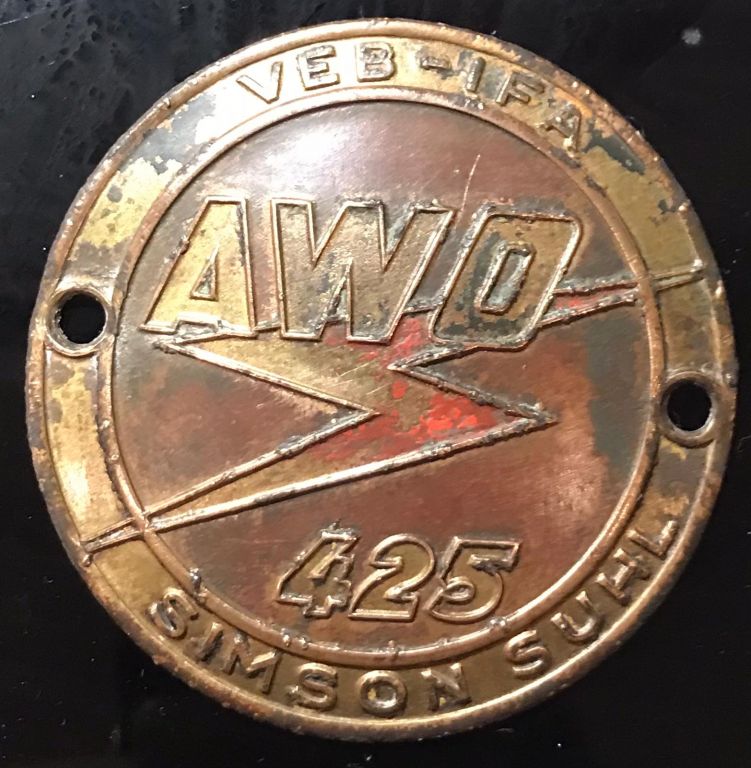 VEB-IFA
AWO
425
SIMSON SUHL